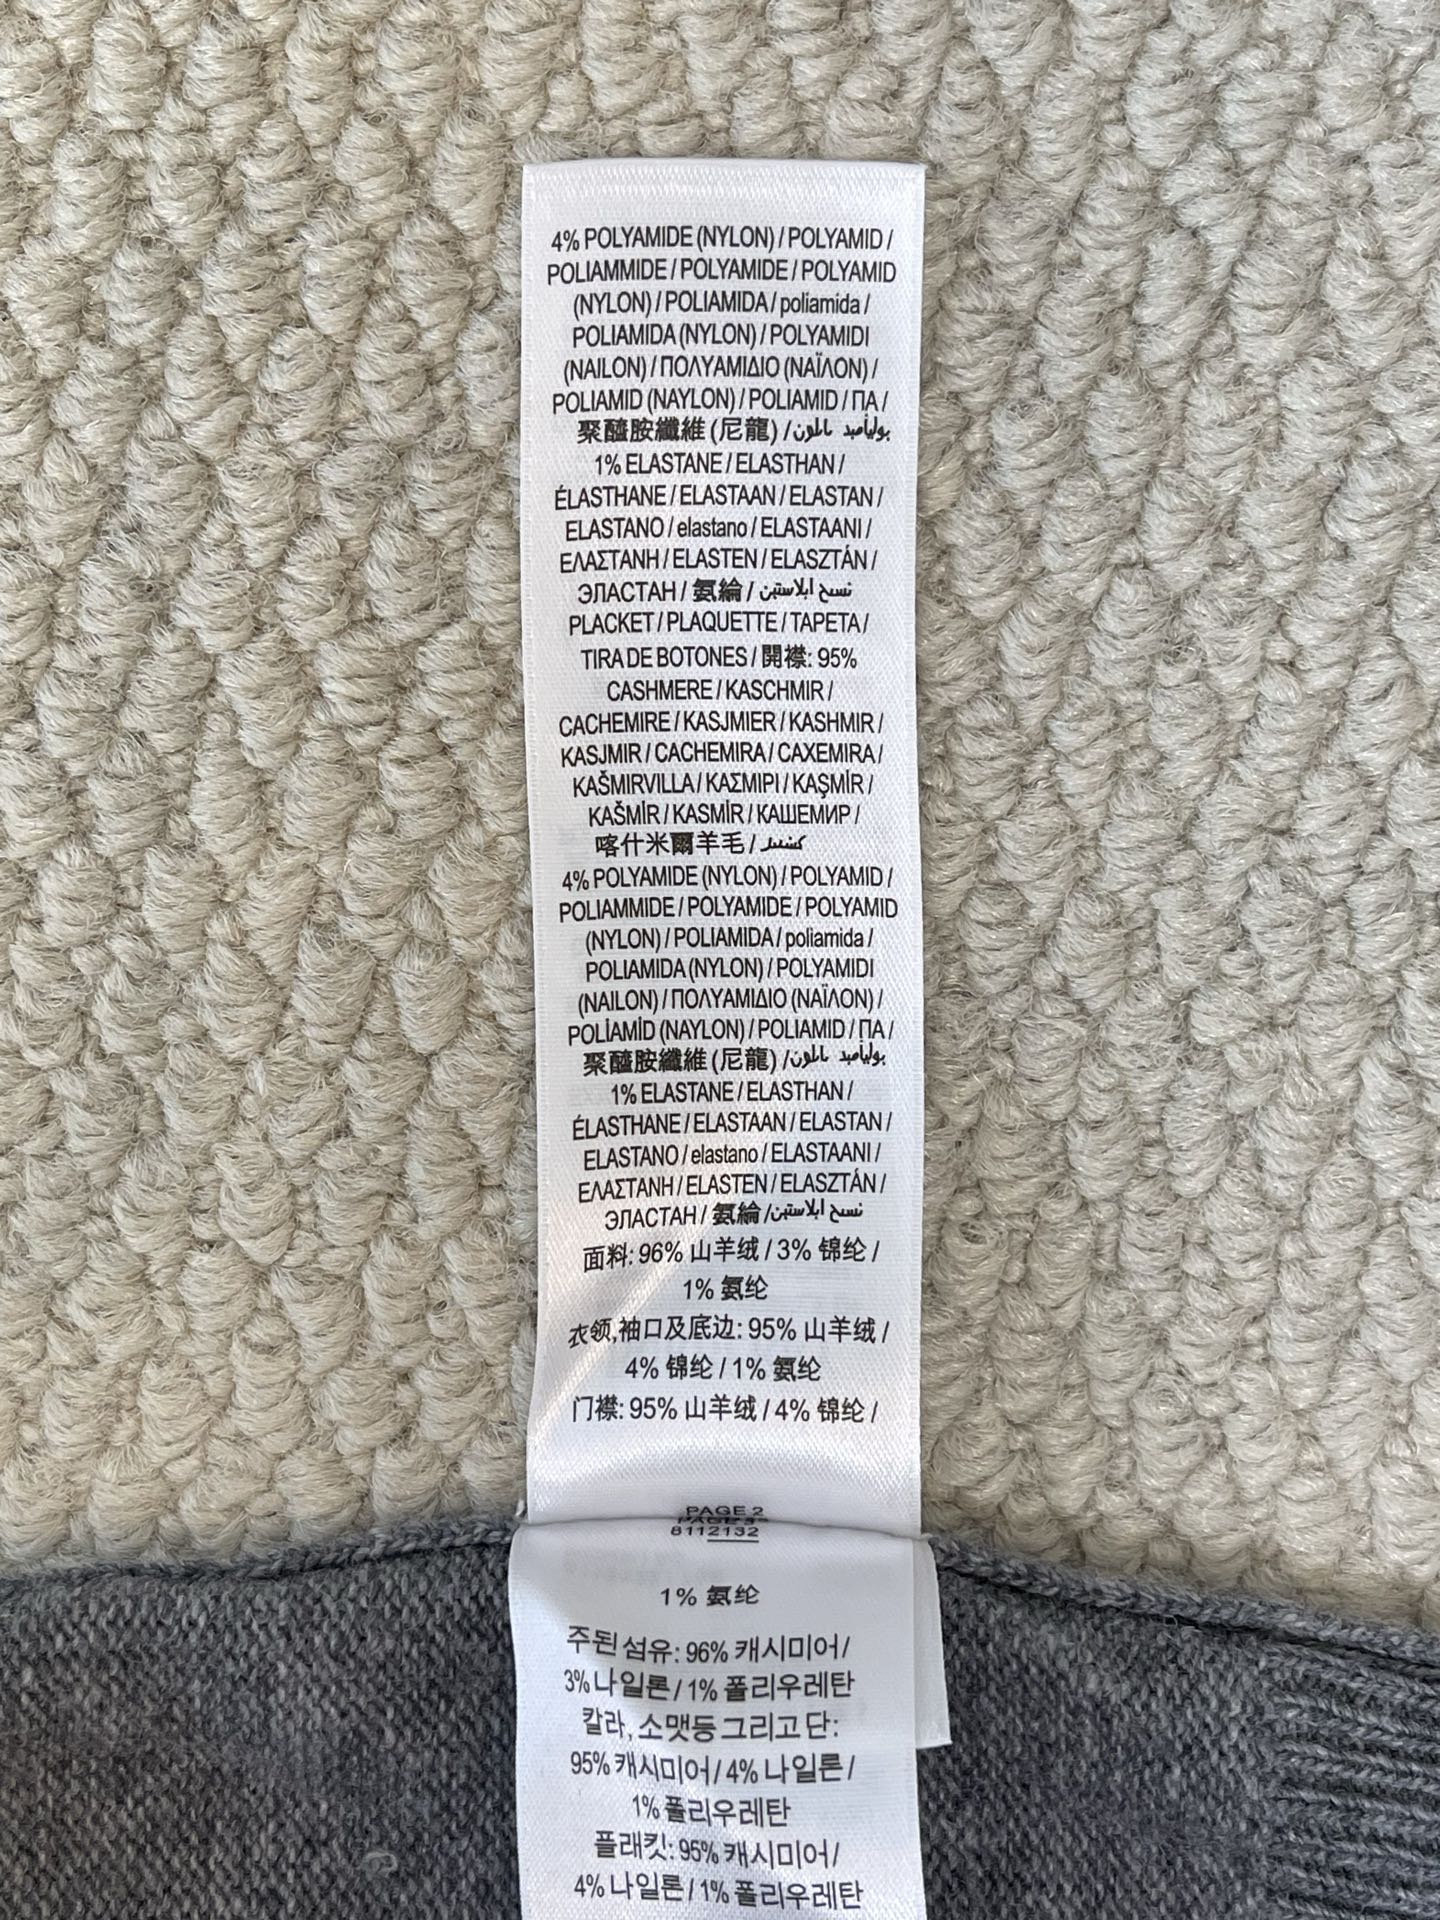 4% POLYAMIDE (NYLON) / POLYAMID /
POLIAMMIDE / POLYAMIDE / POLYAMID
(NYLON) / POLIAMIDA / poliamida /
POLIAMIDA (NYLON) / POLYAMIDI
(NAILON) / ΠΟΛΥΑΜΙΔΙΟ (ΝΑΪΛΟΝ) /
POLIAMID (NAYLON) / POLIAMID / ПА /
聚醯胺纖維 (尼龍) / بوليأميد نايلون
1% ELASTANE / ELASTHAN /
ÉLASTHANE / ELASTAAN / ELASTAN /
ELASTANO / elastano / ELASTAANI /
ΕΛΑΣΤΑΝΗ / ELASTEN / ELASZTÁN /
ЭЛАСТАН / 氨綸 / نسيج ايلاستين
PLACKET / PLAQUETTE / TAPETA /
TIRA DE BOTONES / 開襟: 95%
CASHMERE / KASCHMIR /
CACHEMIRE / KASJMIER / KASHMIR /
KASJMIR / CACHEMIRA / CAXEMIRA /
KAŠMIRVILLA / ΚΑΣΜΙΡΙ / KAŞMİR /
KAŠMİR / KASMİR / КАШЕМИР /
喀什米爾羊毛 / كشمير
4% POLYAMIDE (NYLON) / POLYAMID /
POLIAMMIDE / POLYAMIDE / POLYAMID
(NYLON) / POLIAMIDA / poliamida /
POLIAMIDA (NYLON) / POLYAMIDI
(NAILON) / ΠΟΛΥΑΜΙΔΙΟ (ΝΑΪΛΟΝ) /
POLİAMİD (NAYLON) / POLIAMID / ПА /
聚醯胺纖維 (尼龍) / بوليأميد نايلون
1% ELASTANE / ELASTHAN /
ÉLASTHANE / ELASTAAN / ELASTAN /
ELASTANO / elastano / ELASTAANI /
ΕΛΑΣΤΑΝΗ / ELASTEN / ELASZTÁN /
ЭЛАСТАН / 氨綸 / نسيج ايلاستين
面料: 96% 山羊绒 / 3% 锦纶 /
1% 氨纶
衣领,袖口及底边: 95% 山羊绒 /
4% 锦纶 / 1% 氨纶
门襟: 95% 山羊绒 / 4% 锦纶 /
PAGE 2
8112132
1% 氨纶
주된 섬유: 96% 캐시미어 /
3% 나일론 / 1% 폴리우레탄
칼라, 소맷등 그리고 단:
95% 캐시미어 / 4% 나일론 /
1% 폴리우레탄
플래킷: 95% 캐시미어 /
4% 나일론 / 1% 폴리우레탄